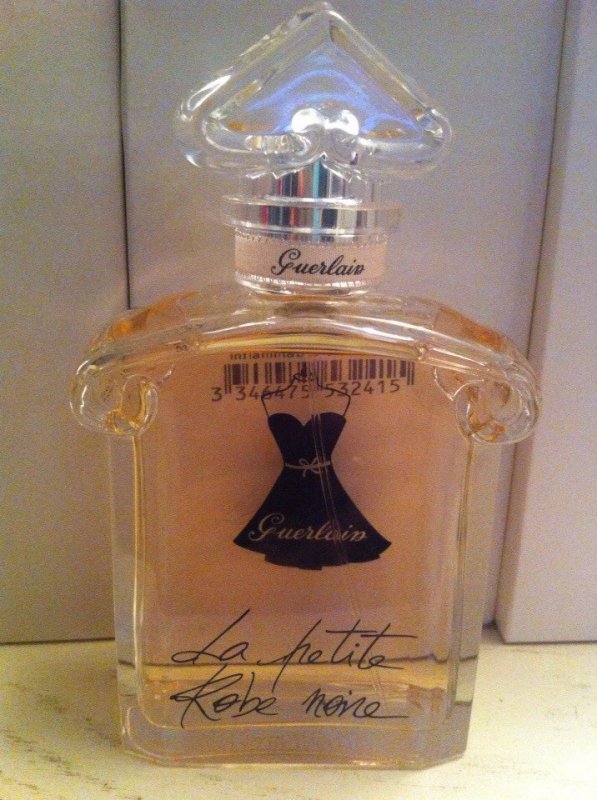 Guerlain
3 346475 532415
Guerlain
La petite
Robe noire